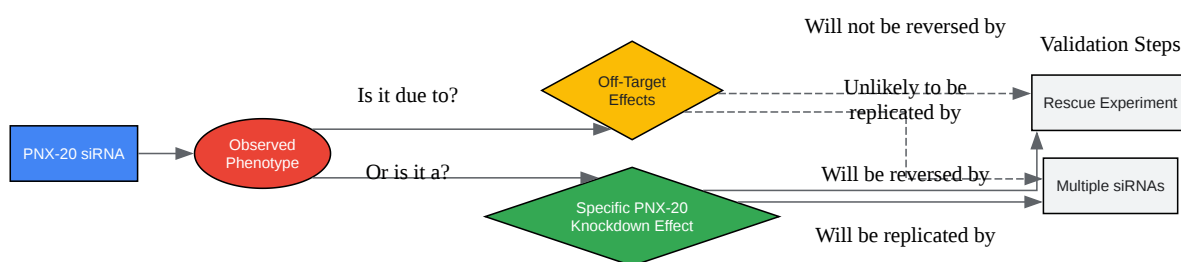 PNX-20 siRNA
Observed
Phenotype
Is it due to?
Or is it a?
Off-Target
Effects
Specific PNX-20
Knockdown Effect
Will not be reversed by
Unlikely to be
replicated by
Will be reversed by
Will be replicated by
Validation Steps
Rescue Experiment
Multiple siRNAs